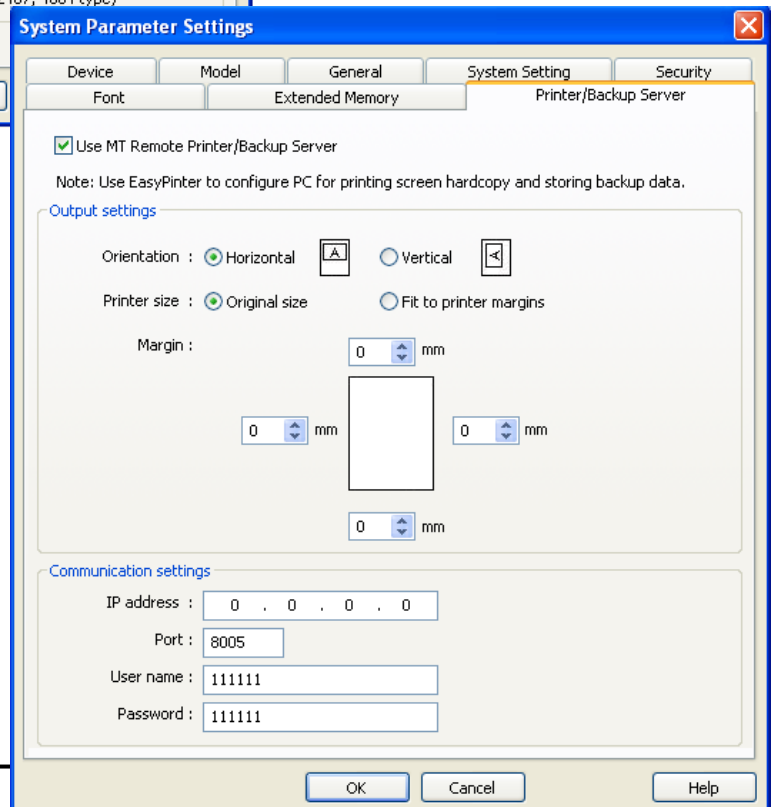 System Parameter Settings
Device Model General System Setting Security
Font Extended Memory Printer/Backup Server
Use MT Remote Printer/Backup Server
Note: Use EasyPinter to configure PC for printing screen hardcopy and storing backup data.
Output settings
Orientation : Horizontal A Vertical A
Printer size : Original size Fit to printer margins
Margin :
0 mm
0 mm 0 mm
0 mm
Communication settings
IP address : 0 . 0 . 0 . 0
Port : 8005
User name : 111111
Password : 111111
OK Cancel Help